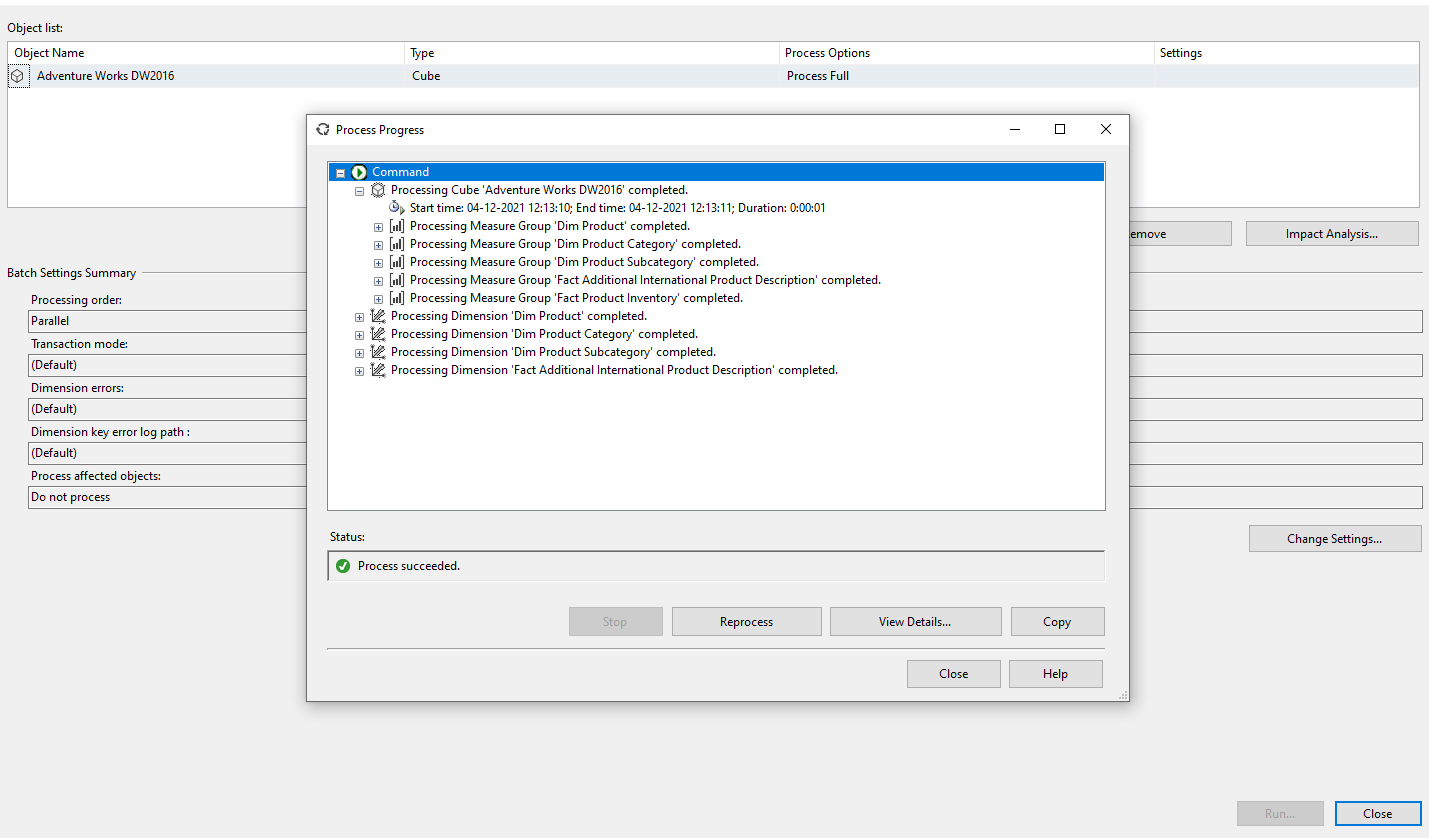 Object list:
Object Name Type Process Options Settings
Adventure Works DW2016 Cube Process Full
Process Progress
Command
Processing Cube 'Adventure Works DW2016' completed.
Start time: 04-12-2021 12:13:10; End time: 04-12-2021 12:13:11; Duration: 0:00:01
Processing Measure Group 'Dim Product' completed.
Processing Measure Group 'Dim Product Category' completed.
Processing Measure Group 'Dim Product Subcategory' completed.
Processing Measure Group 'Fact Additional International Product Description' completed.
Processing Measure Group 'Fact Product Inventory' completed.
Processing Dimension 'Dim Product' completed.
Processing Dimension 'Dim Product Category' completed.
Processing Dimension 'Dim Product Subcategory' completed.
Processing Dimension 'Fact Additional International Product Description' completed.
Status:
Process succeeded.
Stop Reprocess View Details... Copy
Close Help
emove Impact Analysis...
Batch Settings Summary
Processing order:
Parallel
Transaction mode:
(Default)
Dimension errors:
(Default)
Dimension key error log path :
(Default)
Process affected objects:
Do not process
Change Settings...
Run... Close